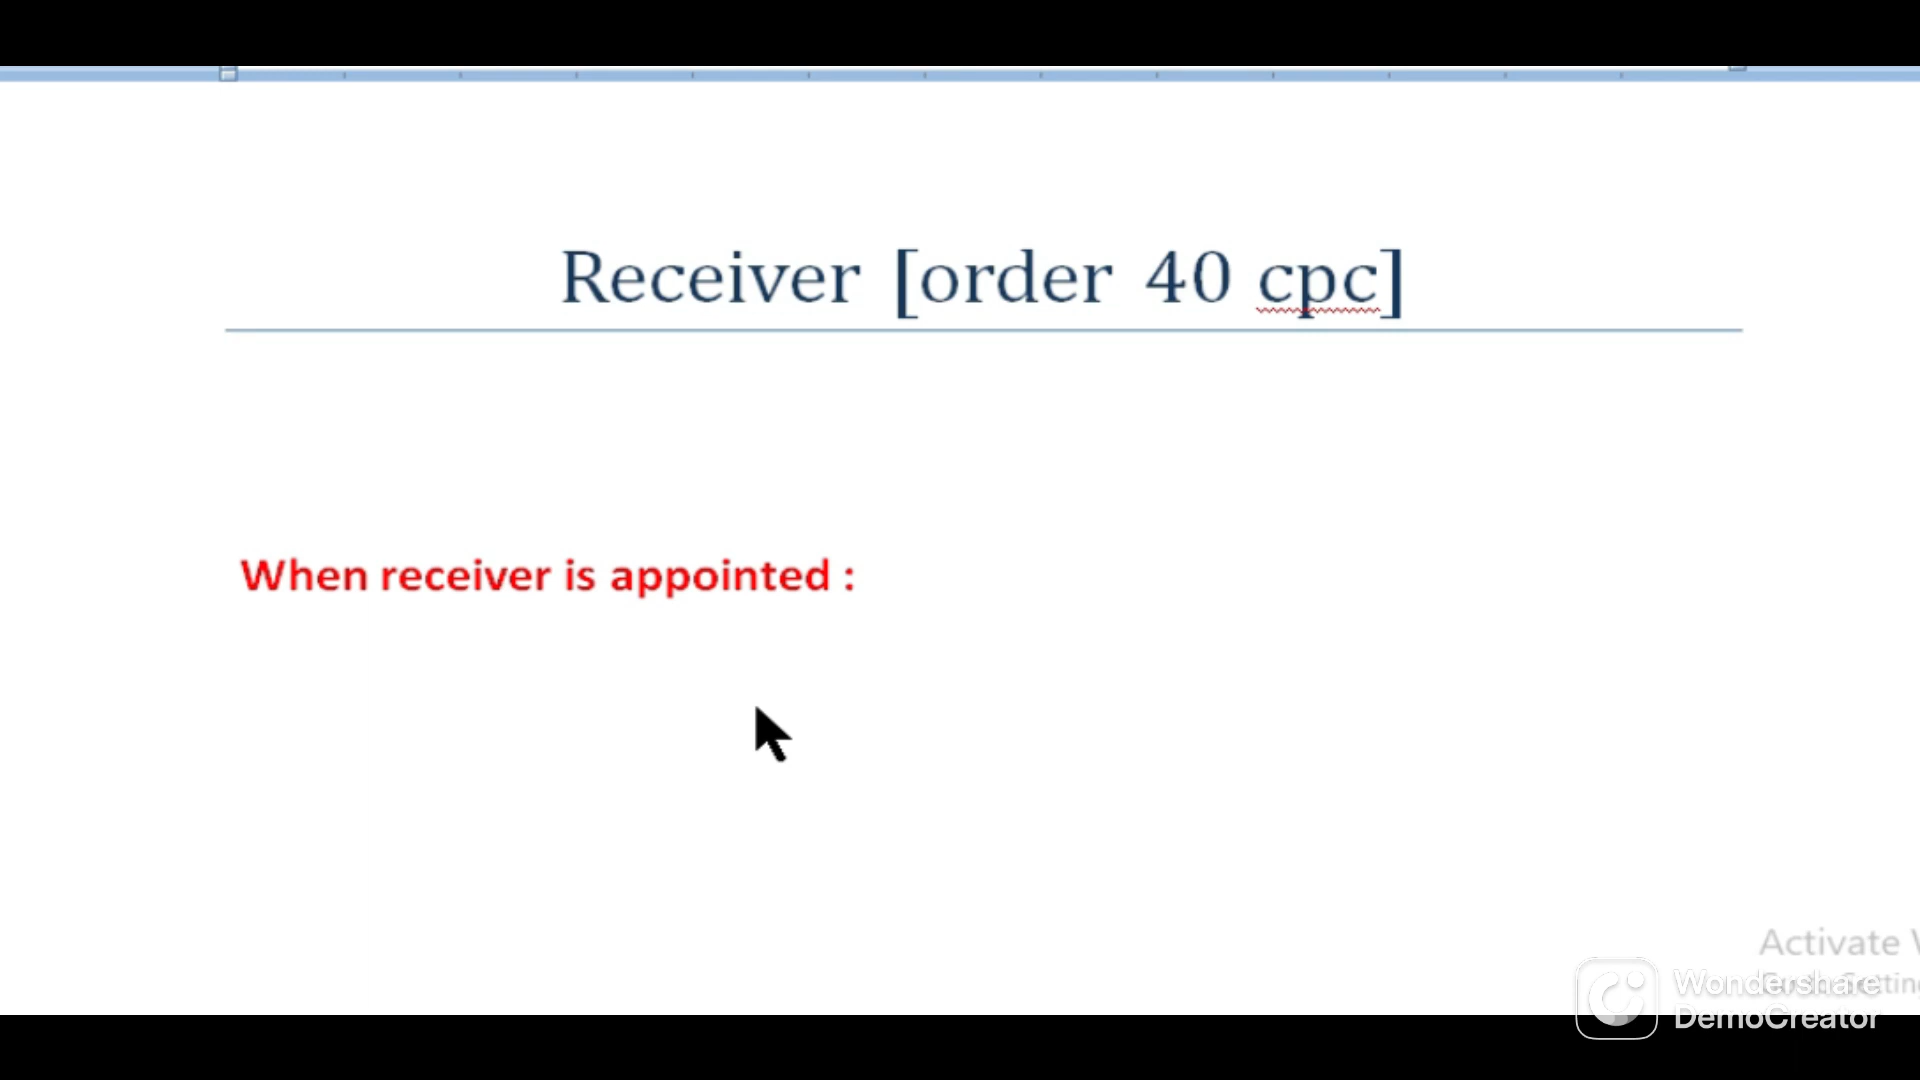 Receiver [order 40 cpc]
When receiver is appointed :
Activate
Wondershare
DemoCreator